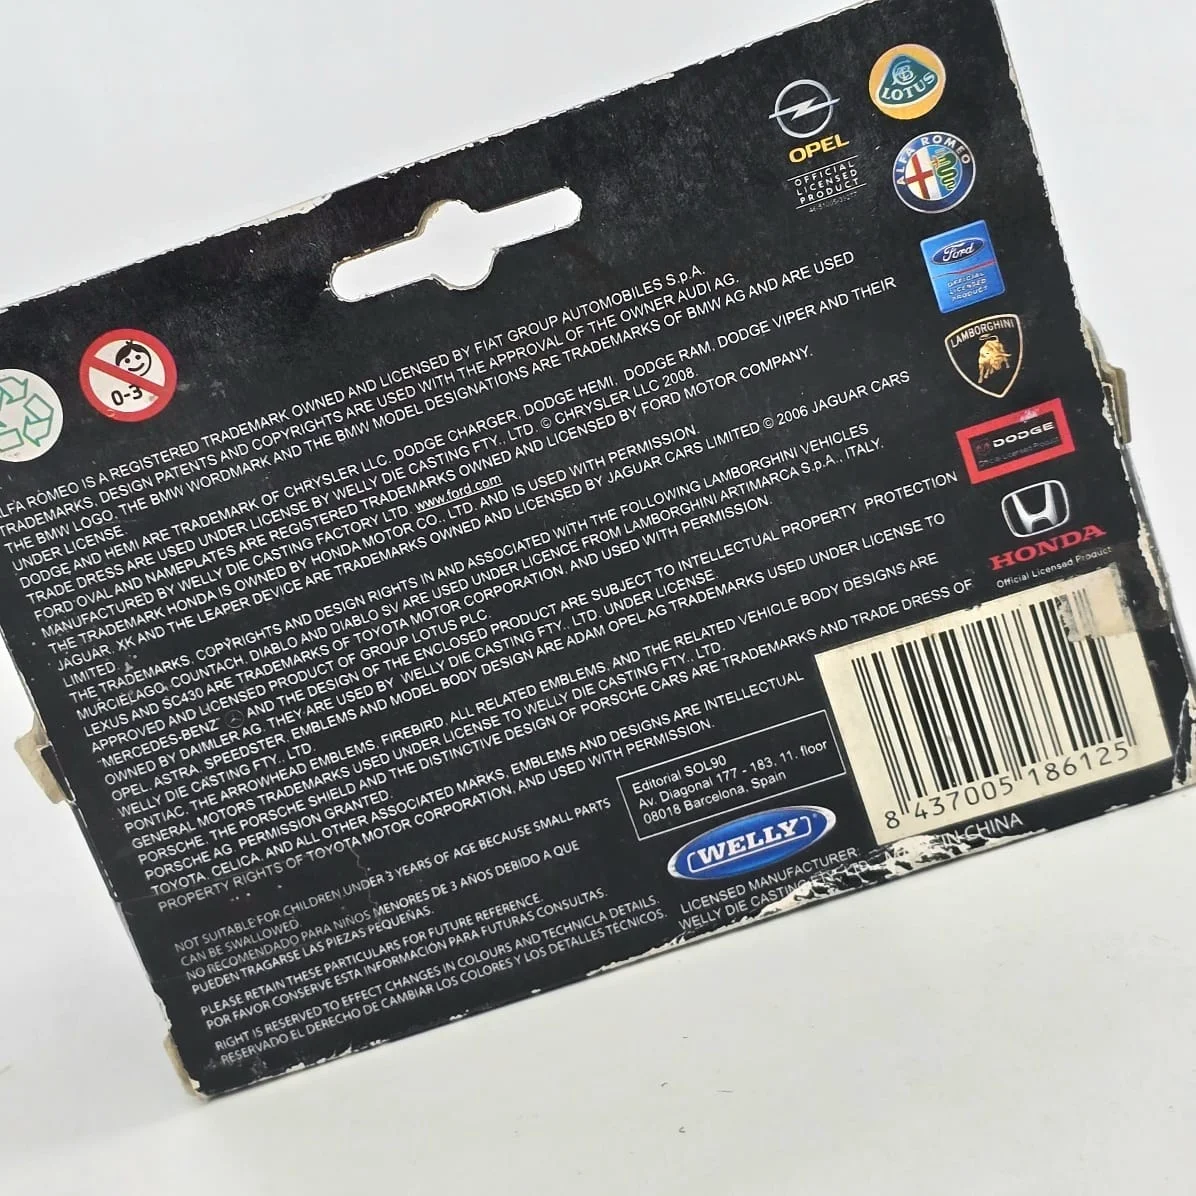 LOTUS
OPEL
OFFICIAL
LICENSED
PRODUCT
ALFA ROMEO
Ford
OFFICIAL
LICENSED
PRODUCT
LAMBORGHINI
DODGE
Official Licensed Product
HONDA
Official Licensed Product
0-3
LFA ROMEO IS A REGISTERED TRADEMARK OWNED AND LICENSED BY FIAT GROUP AUTOMOBILES S.p.A.
TRADEMARKS, DESIGN PATENTS AND COPYRIGHTS ARE USED WITH THE APPROVAL OF THE OWNER AUDI AG.
THE BMW LOGO, THE BMW WORDMARK AND THE BMW MODEL DESIGNATIONS ARE TRADEMARKS OF BMW AG AND ARE USED
UNDER LICENSE.
DODGE AND HEMI ARE TRADEMARK OF CHRYSLER LLC. DODGE CHARGER, DODGE HEMI, DODGE RAM, DODGE VIPER AND THEIR
TRADE DRESS ARE USED UNDER LICENSE BY WELLY DIE CASTING FTY., LTD. © CHRYSLER LLC 2008.
FORD OVAL AND NAMEPLATES ARE REGISTERED TRADEMARKS OWNED AND LICENSED BY FORD MOTOR COMPANY.
MANUFACTURED BY WELLY DIE CASTING FACTORY LTD. www.ford.com
THE TRADEMARK HONDA IS OWNED BY HONDA MOTOR CO., LTD. AND IS USED WITH PERMISSION.
JAGUAR, XK AND THE LEAPER DEVICE ARE TRADEMARKS OWNED AND LICENSED BY JAGUAR CARS LIMITED © 2006 JAGUAR CARS
LIMITED.
THE TRADEMARKS, COPYRIGHTS AND DESIGN RIGHTS IN AND ASSOCIATED WITH THE FOLLOWING LAMBORGHINI VEHICLES
MURCIÉLAGO, COUNTACH, DIABLO AND DIABLO SV ARE USED UNDER LICENCE FROM LAMBORGHINI ARTIMARCA S.p.A., ITALY.
LEXUS AND SC430 ARE TRADEMARKS OF TOYOTA MOTOR CORPORATION, AND USED WITH PERMISSION.
APPROVED AND LICENSED PRODUCT OF GROUP LOTUS PLC.
"MERCEDES-BENZ" AND THE DESIGN OF THE ENCLOSED PRODUCT ARE SUBJECT TO INTELLECTUAL PROPERTY PROTECTION
OWNED BY DAIMLER AG. THEY ARE USED BY WELLY DIE CASTING FTY., LTD. UNDER LICENSE.
OPEL, ASTRA, SPEEDSTER, EMBLEMS AND MODEL BODY DESIGN ARE ADAM OPEL AG TRADEMARKS USED UNDER LICENSE TO
WELLY DIE CASTING FTY., LTD.
PONTIAC, THE ARROWHEAD EMBLEMS, FIREBIRD, ALL RELATED EMBLEMS, AND THE RELATED VEHICLE BODY DESIGNS ARE
GENERAL MOTORS TRADEMARKS USED UNDER LICENSE TO WELLY DIE CASTING FTY., LTD.
PORSCHE, THE PORSCHE SHIELD AND THE DISTINCTIVE DESIGN OF PORSCHE CARS ARE TRADEMARKS AND TRADE DRESS OF
PORSCHE AG. PERMISSION GRANTED.
TOYOTA, CELICA, AND ALL OTHER ASSOCIATED MARKS, EMBLEMS AND DESIGNS ARE INTELLECTUAL
PROPERTY RIGHTS OF TOYOTA MOTOR CORPORATION, AND USED WITH PERMISSION.
NOT SUITABLE FOR CHILDREN UNDER 3 YEARS OF AGE BECAUSE SMALL PARTS
CAN BE SWALLOWED.
NO RECOMENDADO PARA NIÑOS MENORES DE 3 AÑOS DEBIDO A QUE
PUEDEN TRAGARSE LAS PIEZAS PEQUEÑAS.
PLEASE RETAIN THESE PARTICULARS FOR FUTURE REFERENCE.
POR FAVOR CONSERVE ESTA INFORMACIÓN PARA FUTURAS CONSULTAS.
RIGHT IS RESERVED TO EFFECT CHANGES IN COLOURS AND TECHNICLA DETAILS.
RESERVADO EL DERECHO DE CAMBIAR LOS COLORES Y LOS DETALLES TÉCNICOS.
Editorial SOL90
Av. Diagonal 177 - 183. 11. floor
08018 Barcelona, Spain
WELLY
LICENSED MANUFACTURER:
WELLY DIE CASTING
IN CHINA
8 437005 186125